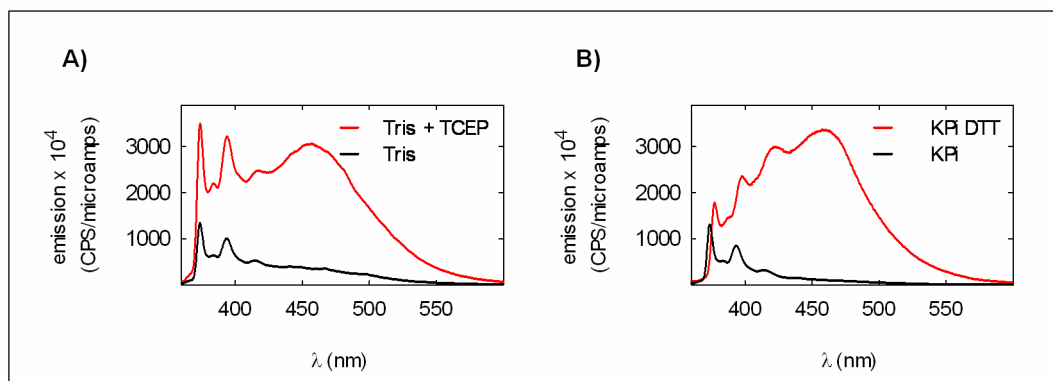 A)
emission x 10⁴
(CPS/microamps)
3000
2000
1000
Tris + TCEP
Tris
400
450
500
550
λ (nm)
B)
emission x 10⁴
(CPS/microamps)
3000
2000
1000
KPi DTT
KPi
400
450
500
550
λ (nm)